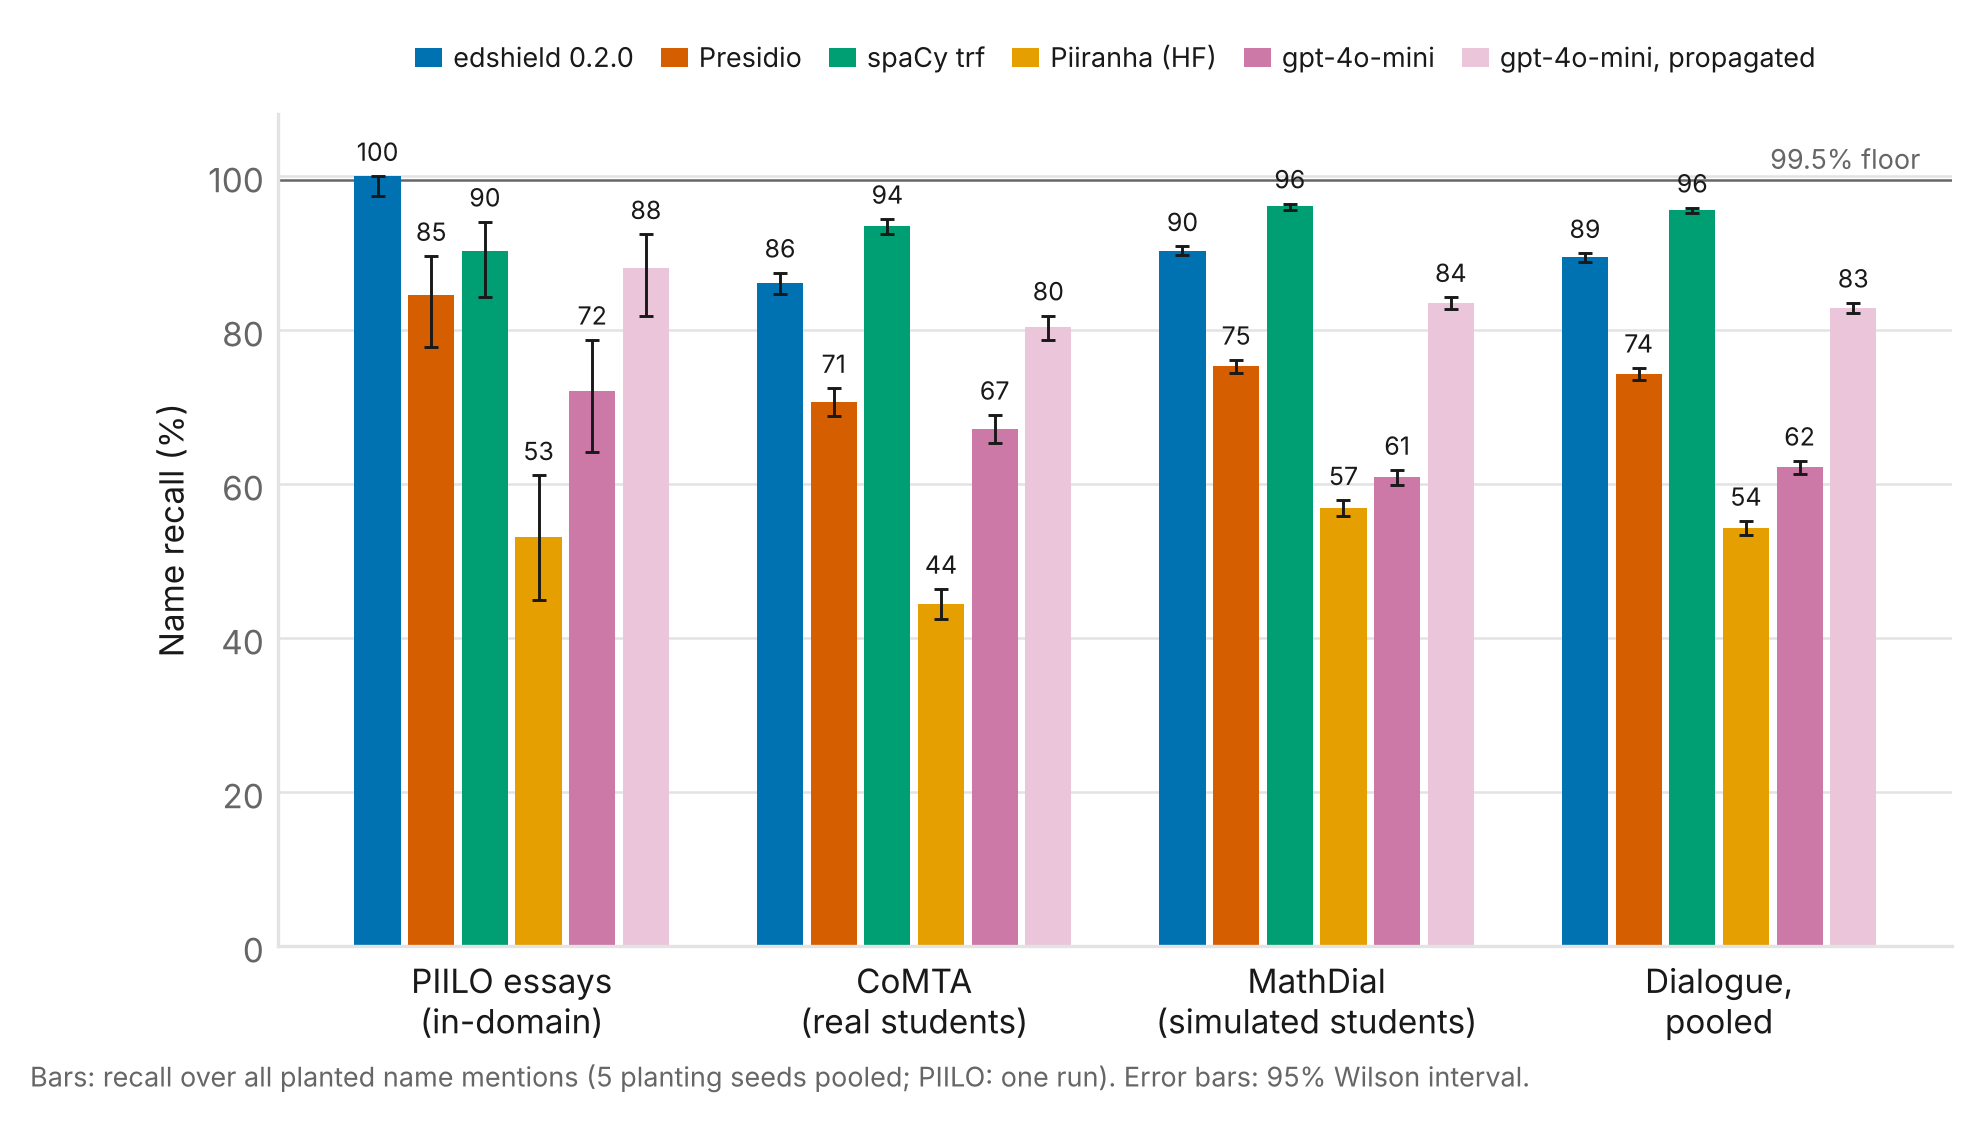 edshield 0.2.0 Presidio spaCy trf Piiranha (HF) gpt-4o-mini gpt-4o-mini, propagated
99.5% floor
Name recall (%)
100
80
60
40
20
0
100 85 90 53 72 88
86 71 94 44 67 80
90 75 96 57 61 84
89 74 96 54 62 83
PIILO essays
(in-domain)
CoMTA
(real students)
MathDial
(simulated students)
Dialogue,
pooled
Bars: recall over all planted name mentions (5 planting seeds pooled; PIILO: one run). Error bars: 95% Wilson interval.